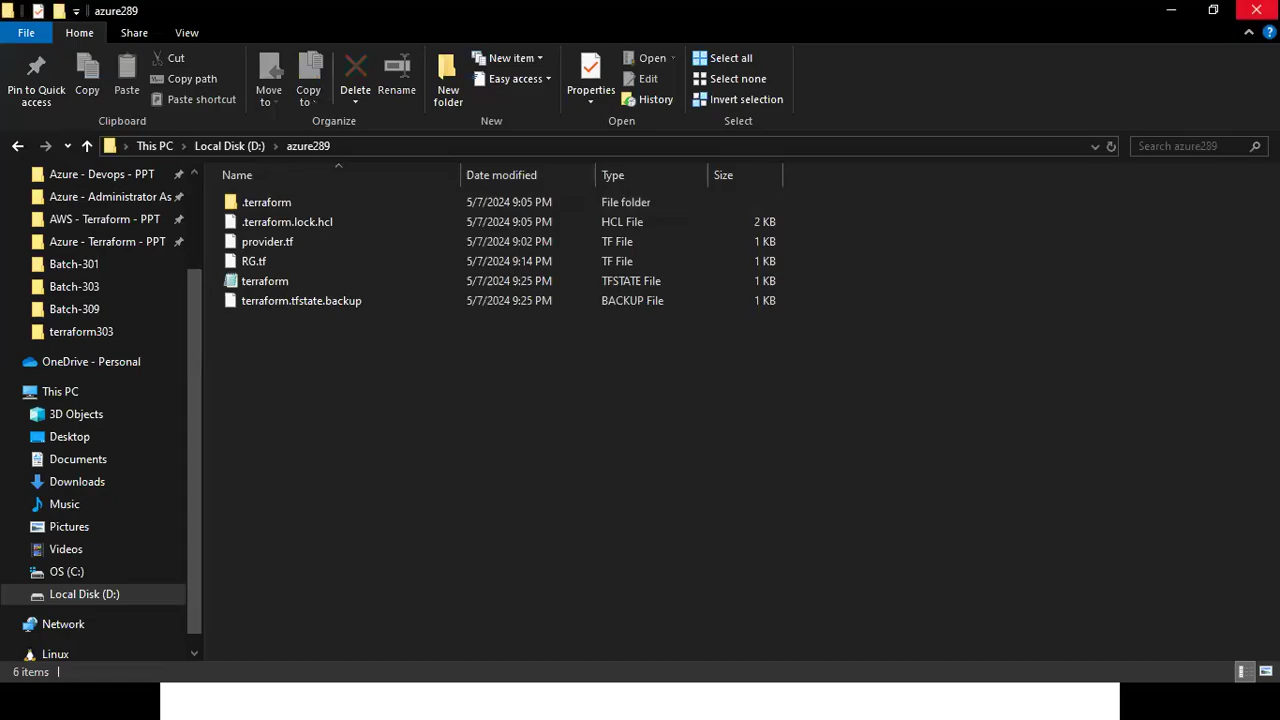 azure289
File Home Share View
Pin to Quick access
Copy
Paste
Cut
Copy path
Paste shortcut
Clipboard
Move to
Copy to
Delete
Rename
Organize
New folder
New item
Easy access
New
Properties
Open
Edit
History
Open
Select all
Select none
Invert selection
Select
This PC Local Disk (D:) azure289
Search azure289
Azure - Devops - PPT
Azure - Administrator As
AWS - Terraform - PPT
Azure - Terraform - PPT
Batch-301
Batch-303
Batch-309
terraform303
OneDrive - Personal
This PC
3D Objects
Desktop
Documents
Downloads
Music
Pictures
Videos
OS (C:)
Local Disk (D:)
Network
Linux
Name Date modified Type Size
.terraform 5/7/2024 9:05 PM File folder
.terraform.lock.hcl 5/7/2024 9:05 PM HCL File 2 KB
provider.tf 5/7/2024 9:02 PM TF File 1 KB
RG.tf 5/7/2024 9:14 PM TF File 1 KB
terraform 5/7/2024 9:25 PM TFSTATE File 1 KB
terraform.tfstate.backup 5/7/2024 9:25 PM BACKUP File 1 KB
6 items